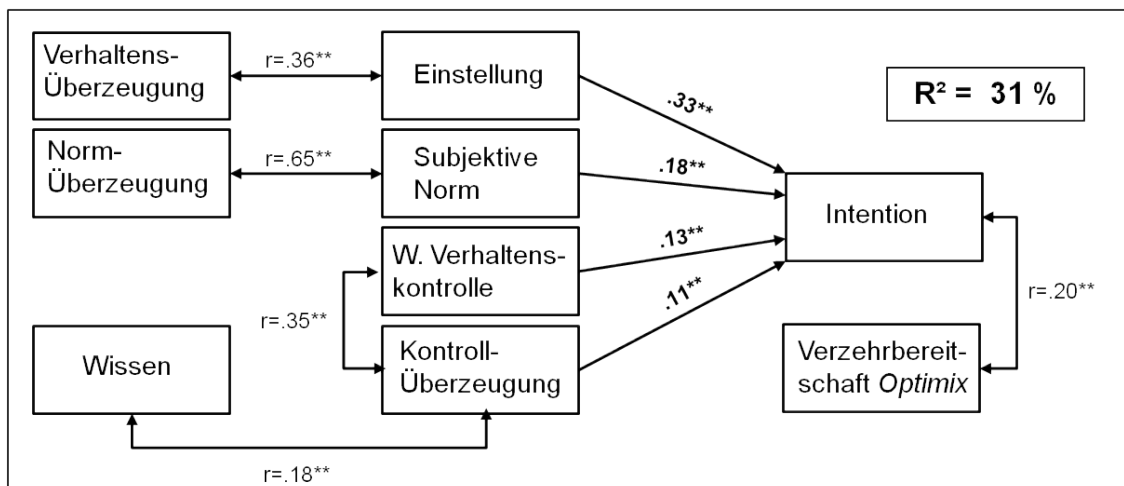 Verhaltens-
Überzeugung
r=.36**
Einstellung
.33**
R² = 31 %
Norm-
Überzeugung
r=.65**
Subjektive
Norm
.18**
Intention
W. Verhaltens-
kontrolle
.13**
r=.35**
.11**
r=.20**
Wissen
Kontroll-
Überzeugung
Verzehrbereit-
schaft Optimix
r=.18**